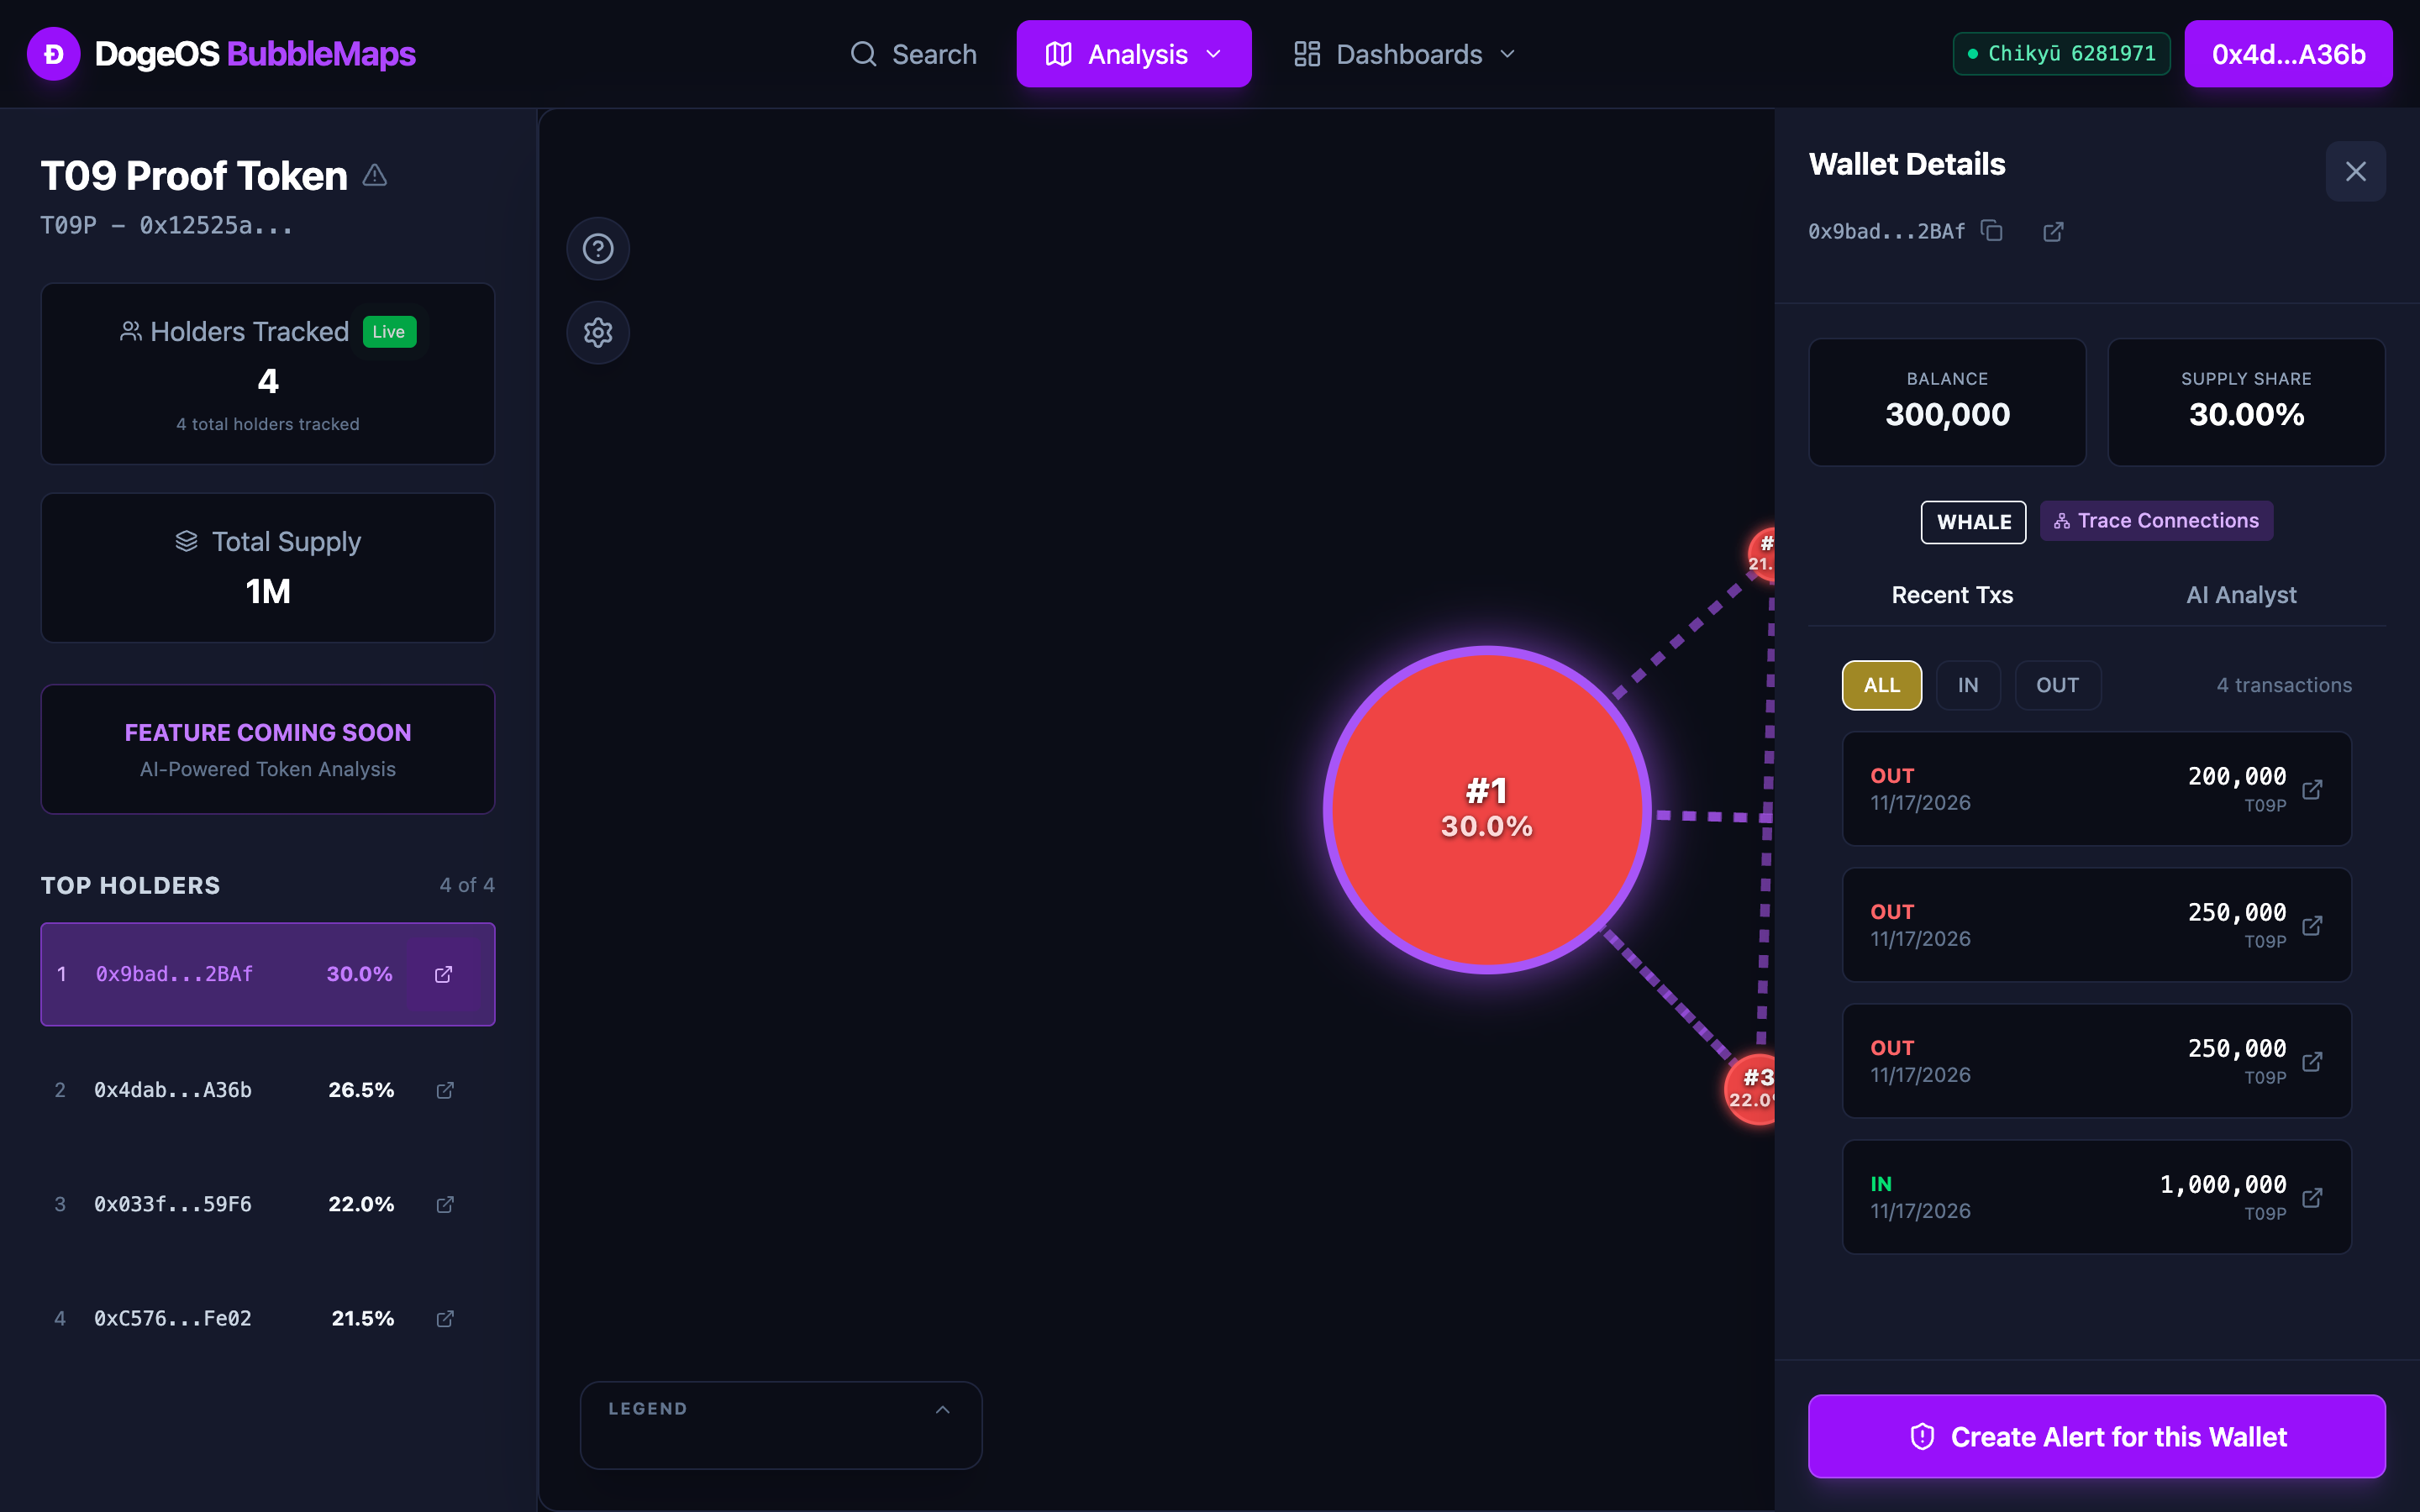 DogeOS BubbleMaps
Search
Analysis
Dashboards
Chikyū 6281971
0x4d...A36b
T09 Proof Token
T09P – 0x12525a...
Holders Tracked Live
4
4 total holders tracked
Total Supply
1M
FEATURE COMING SOON
AI-Powered Token Analysis
TOP HOLDERS 4 of 4
1 0x9bad...2BAf 30.0%
2 0x4dab...A36b 26.5%
3 0x033f...59F6 22.0%
4 0xC576...Fe02 21.5%
#
21.
#1
30.0%
#3
22.0
LEGEND
Wallet Details
0x9bad...2BAf
BALANCE
300,000
SUPPLY SHARE
30.00%
WHALE
Trace Connections
Recent Txs
AI Analyst
ALL IN OUT 4 transactions
OUT 200,000
11/17/2026 T09P
OUT 250,000
11/17/2026 T09P
OUT 250,000
11/17/2026 T09P
IN 1,000,000
11/17/2026 T09P
Create Alert for this Wallet